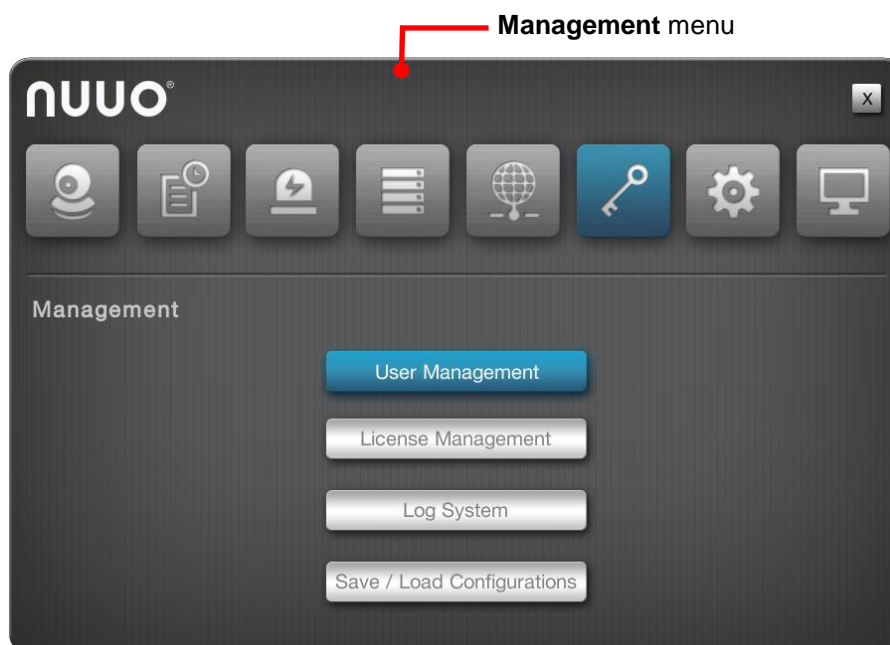 Management menu
nuuo®
X
Management
User Management
License Management
Log System
Save / Load Configurations